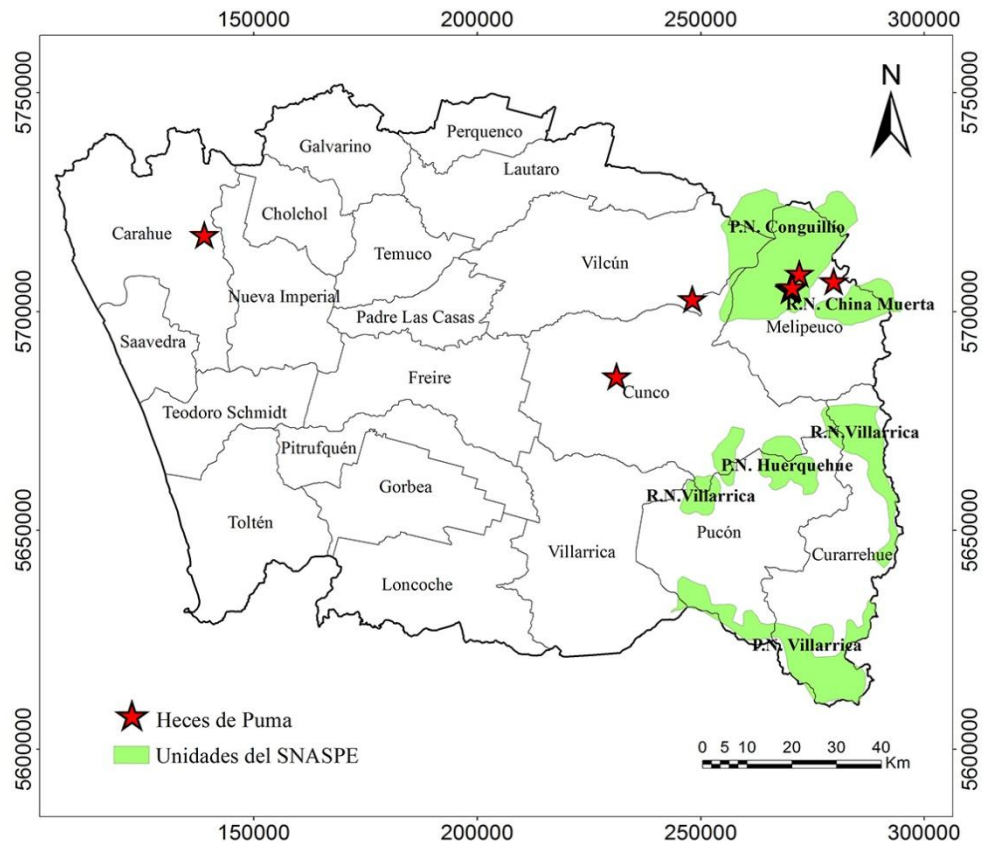 150000 200000 250000 300000
5750000
5700000
5650000
5600000
5750000
5700000
5650000
5600000
N
Perquenco
Galvarino
Lautaro
Cholchol
P.N. Conguillío
Carahue
Temuco
Vilcún
Nueva Imperial
R.N. China Muerta
Padre Las Casas
Melipeuco
Saavedra
Freire
Cunco
Teodoro Schmidt
R.N.Villarrica
Pitrufquén
P.N. Huerquehue
Gorbea
R.N.Villarrica
Toltén
Pucón
Villarrica
Curarrehue
Loncoche
P.N. Villarrica
Heces de Puma
Unidades del SNASPE
0 5 10 20 30 40
Km
150000 200000 250000 300000